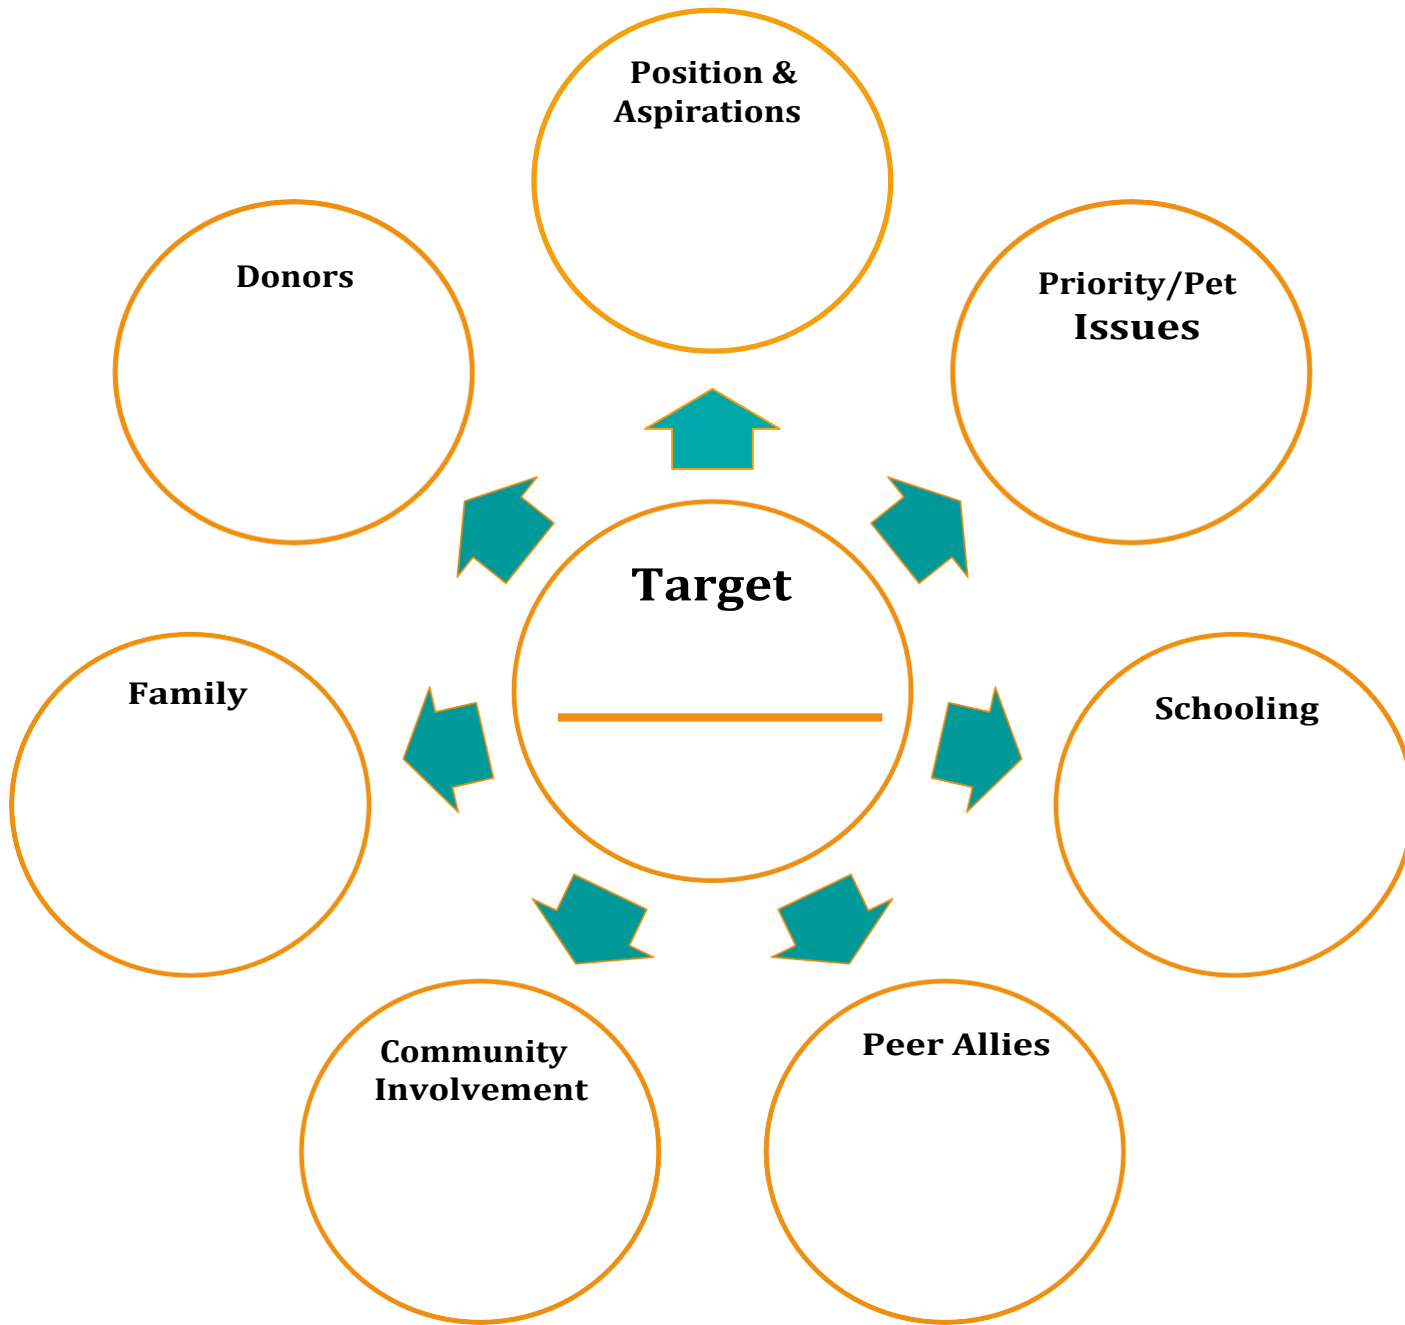 Position &
Aspirations
Donors
Priority/Pet
Issues
Target
Family
Schooling
Community
Involvement
Peer Allies